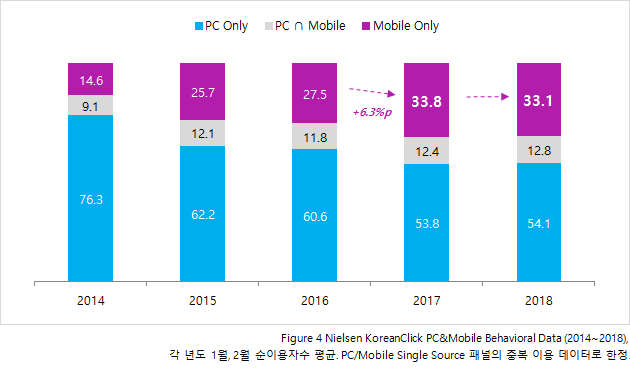 PC Only PC ∩ Mobile Mobile Only
14.6 25.7 27.5 33.8 33.1
+6.3%p
9.1 12.1 11.8 12.4 12.8
76.3 62.2 60.6 53.8 54.1
2014 2015 2016 2017 2018
Figure 4 Nielsen KoreanClick PC&Mobile Behavioral Data (2014~2018),
각 년도 1월, 2월 순이용자수 평균. PC/Mobile Single Source 패널의 중복 이용 데이터로 한정.